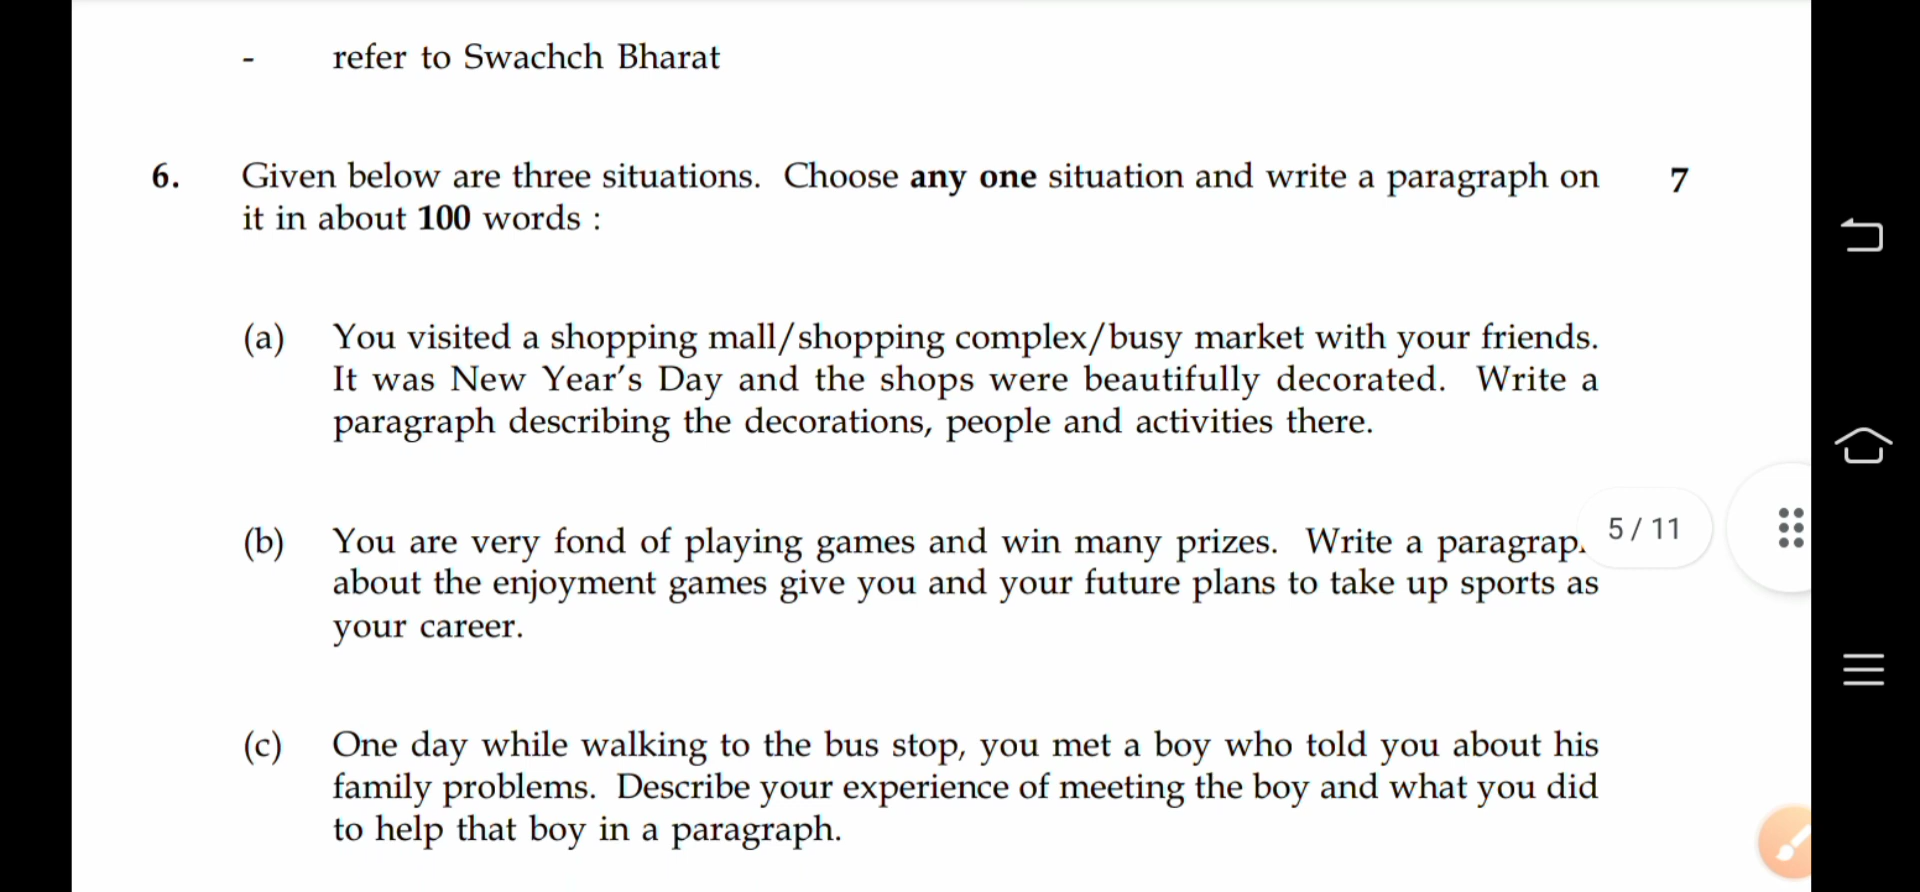 - refer to Swachch Bharat
6. Given below are three situations. Choose any one situation and write a paragraph on 7
it in about 100 words :
(a) You visited a shopping mall/shopping complex/busy market with your friends.
It was New Year's Day and the shops were beautifully decorated. Write a
paragraph describing the decorations, people and activities there.
(b) You are very fond of playing games and win many prizes. Write a paragrap
5 / 11
about the enjoyment games give you and your future plans to take up sports as
your career.
(c) One day while walking to the bus stop, you met a boy who told you about his
family problems. Describe your experience of meeting the boy and what you did
to help that boy in a paragraph.